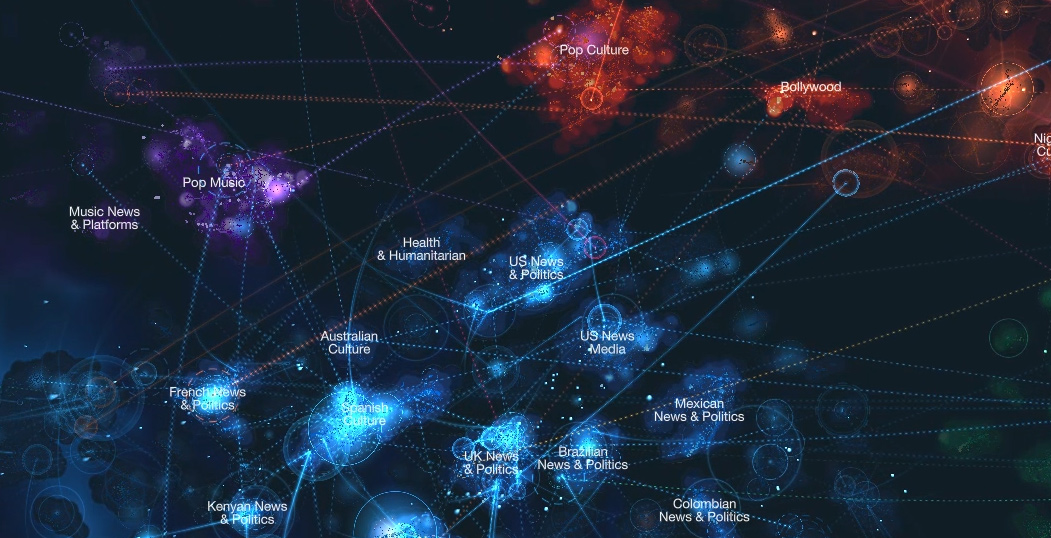 Pop Culture
Bollywood
Pop Music
Music News
& Platforms
Health
& Humanitarian
US News
& Politics
Australian
Culture
US News
Media
French News
& Politics
Spanish
Culture
Mexican
News & Politics
UK News
& Politics
Brazilian
News & Politics
Kenyan News
& Politics
Colombian
News & Politics